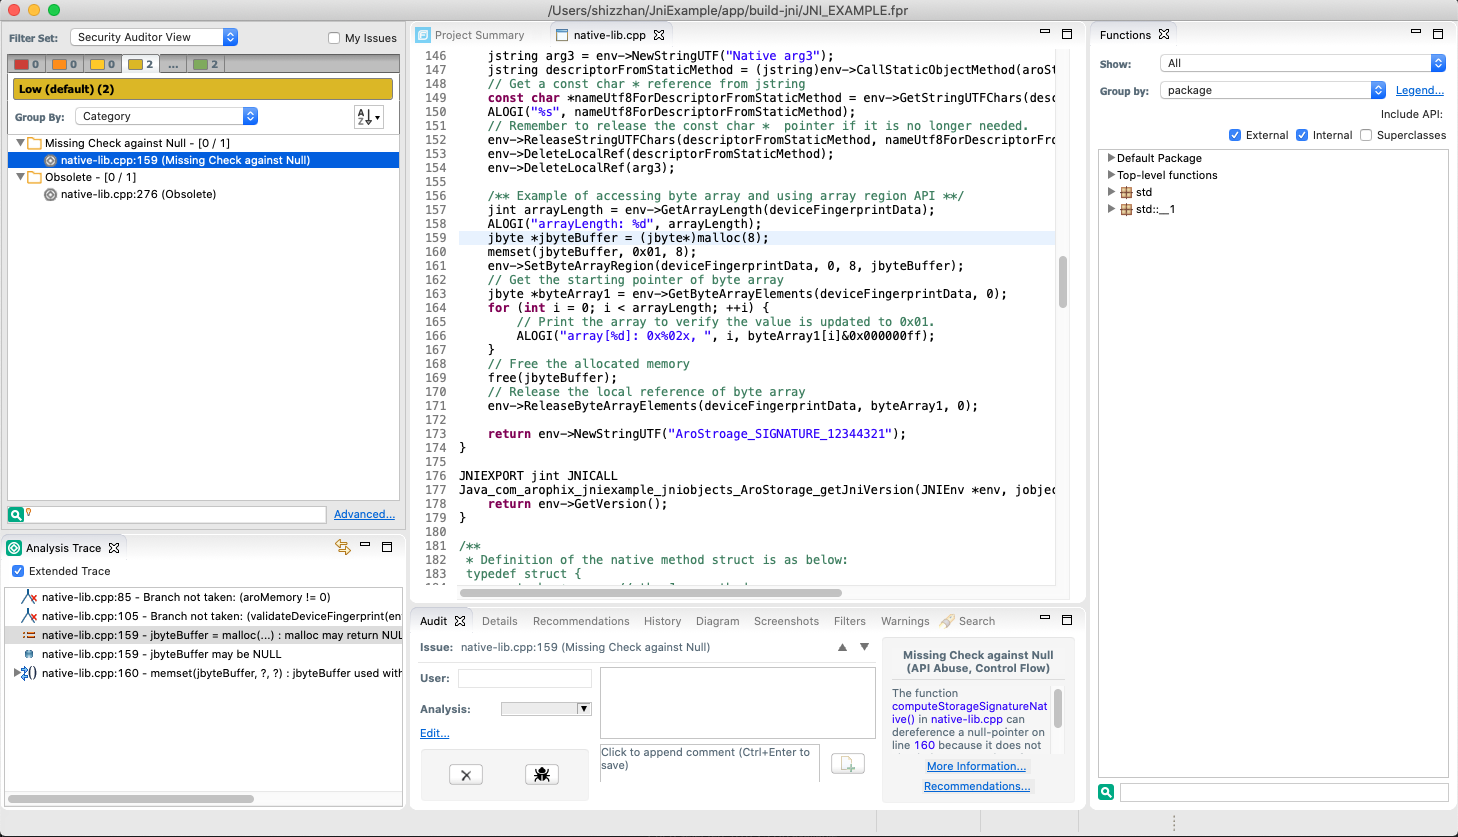 /Users/shizzhan/JniExample/app/build-jni/JNI_EXAMPLE.fpr
Filter Set: Security Auditor View My Issues
0 0 0 2 ... 2
Low (default) (2)
Group By: Category
Missing Check against Null - [0 / 1]
native-lib.cpp:159 (Missing Check against Null)
Obsolete - [0 / 1]
native-lib.cpp:276 (Obsolete)
Advanced...
Analysis Trace
Extended Trace
native-lib.cpp:85 - Branch not taken: (aroMemory != 0)
native-lib.cpp:105 - Branch not taken: (validateDeviceFingerprint(en
native-lib.cpp:159 - jbyteBuffer = malloc(...) : malloc may return NUL
native-lib.cpp:159 - jbyteBuffer may be NULL
native-lib.cpp:160 - memset(jbyteBuffer, ?, ?) : jbyteBuffer used with
Project Summary native-lib.cpp
146 jstring arg3 = env->NewStringUTF("Native arg3");
147 jstring descriptorFromStaticMethod = (jstring)env->CallStaticObjectMethod(aroSt
148 // Get a const char * reference from jstring
149 const char *nameUtf8ForDescriptorFromStaticMethod = env->GetStringUTFChars(desc
150 ALOGI("%s", nameUtf8ForDescriptorFromStaticMethod);
151 // Remember to release the const char *  pointer if it is no longer needed.
152 env->ReleaseStringUTFChars(descriptorFromStaticMethod, nameUtf8ForDescriptorFro
153 env->DeleteLocalRef(descriptorFromStaticMethod);
154 env->DeleteLocalRef(arg3);
155
156 /** Example of accessing byte array and using array region API **/
157 jint arrayLength = env->GetArrayLength(deviceFingerprintData);
158 ALOGI("arrayLength: %d", arrayLength);
159 jbyte *jbyteBuffer = (jbyte*)malloc(8);
160 memset(jbyteBuffer, 0x01, 8);
161 env->SetByteArrayRegion(deviceFingerprintData, 0, 8, jbyteBuffer);
162 // Get the starting pointer of byte array
163 jbyte *byteArray1 = env->GetByteArrayElements(deviceFingerprintData, 0);
164 for (int i = 0; i < arrayLength; ++i) {
165 // Print the array to verify the value is updated to 0x01.
166 ALOGI("array[%d]: 0x%02x, ", i, byteArray1[i]&0x000000ff);
167 }
168 // Free the allocated memory
169 free(jbyteBuffer);
170 // Release the local reference of byte array
171 env->ReleaseByteArrayElements(deviceFingerprintData, byteArray1, 0);
172
173 return env->NewStringUTF("AroStroage_SIGNATURE_12344321");
174 }
175
176 JNIEXPORT jint JNICALL
177 Java_com_arophix_jniexample_jniobjects_AroStorage_getJniVersion(JNIEnv *env, jobjec
178 return env->GetVersion();
179 }
180
181 /**
182 * Definition of the native method struct is as below:
183 typedef struct {
Audit Details Recommendations History Diagram Screenshots Filters Warnings Search
Issue: native-lib.cpp:159 (Missing Check against Null)
User:
Analysis:
Edit...
Click to append comment (Ctrl+Enter to
save)
Missing Check against Null
(API Abuse, Control Flow)
The function
computeStorageSignatureNat
ive() in native-lib.cpp can
dereference a null-pointer on
line 160 because it does not
More Information...
Recommendations...
Functions
Show: All
Group by: package Legend...
Include API:
External Internal Superclasses
Default Package
Top-level functions
std
std::__1